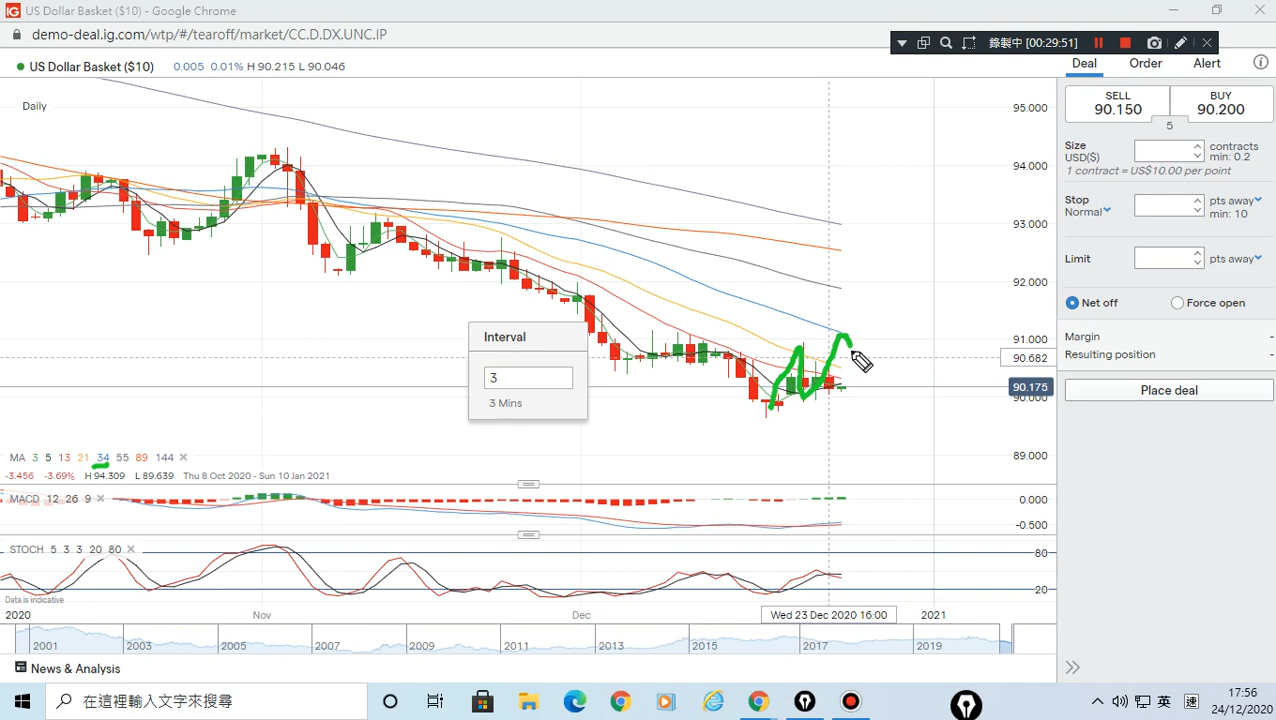 IG US Dollar Basket ($10) - Google Chrome
demo-deal.ig.com/wtp/#/tearoff/market/CC.D.DX.UNC.IP
錄製中 [00:29:51]
US Dollar Basket ($10) 0.005 0.01% H 90.215 L 90.046
Deal Order Alert
Daily
95.000
94.000
93.000
92.000
91.000
90.682
90.175
90.000
89.000
SELL
90.150
BUY
90.200
5
Size
USD($)
contracts
min: 0.2
1 contract = US$10.00 per point
Stop
Normal
pts away
min: 10
Limit
pts away
Net off
Force open
Margin
-
Resulting position
-
Place deal
Interval
3
3 Mins
MA 3 5 13 21 34 55 89 144
-3.456 -3.69% H 94.309 L 89.639 Thu 8 Oct 2020 - Sun 10 Jan 2021
MACD 12 26 9
0.000
-0.500
STOCH 5 3 3 20 80
80
20
Data is indicative
2020 Nov Dec Wed 23 Dec 2020 16:00 2021
2001 2003 2005 2007 2009 2011 2013 2015 2017 2019
News & Analysis
在這裡輸入文字來搜尋
英
17:56
24/12/2020